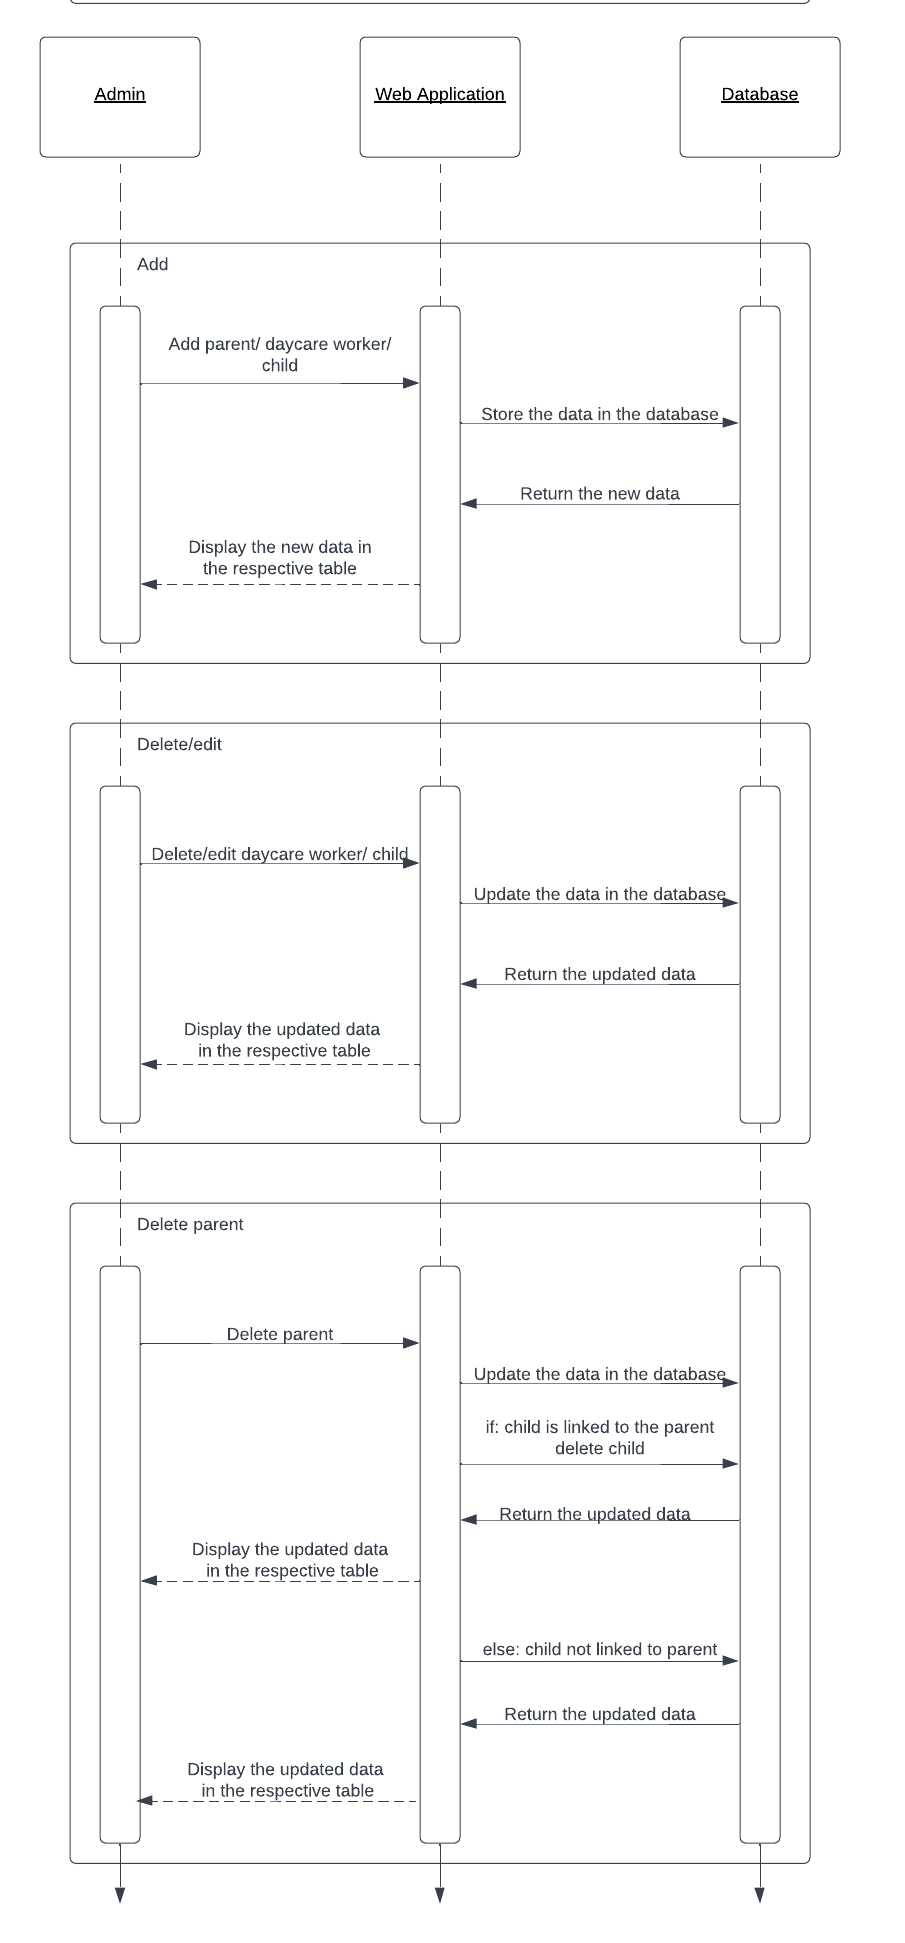 Admin
Web Application
Database
Add
Add parent/ daycare worker/
child
Store the data in the database
Return the new data
Display the new data in
the respective table
Delete/edit
Delete/edit daycare worker/ child
Update the data in the database
Return the updated data
Display the updated data
in the respective table
Delete parent
Delete parent
Update the data in the database
if: child is linked to the parent
delete child
Return the updated data
Display the updated data
in the respective table
else: child not linked to parent
Return the updated data
Display the updated data
in the respective table